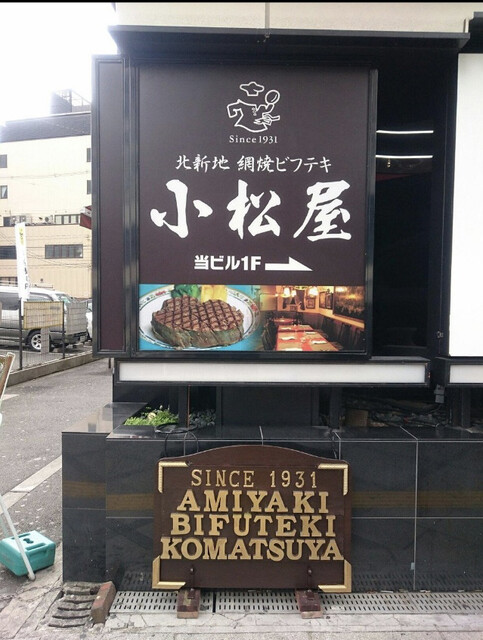 Since 1931
北新地 網焼ビフテキ
小松屋
当ビル1F
SINCE 1931
AMIYAKI
BIFUTEKI
KOMATSUYA